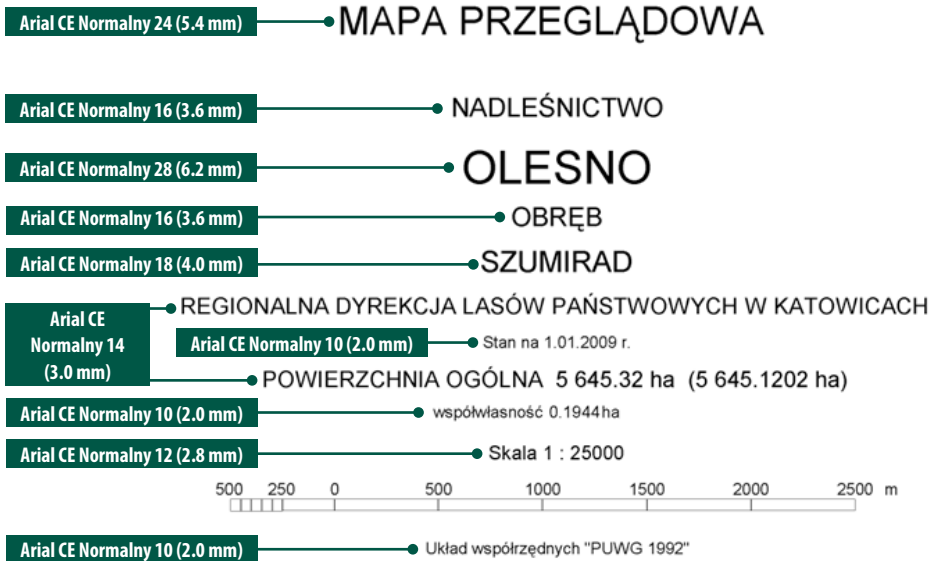 Arial CE Normalny 24 (5.4 mm) MAPA PRZEGLĄDOWA
Arial CE Normalny 16 (3.6 mm) NADLEŚNICTWO
Arial CE Normalny 28 (6.2 mm) OLESNO
Arial CE Normalny 16 (3.6 mm) OBRĘB
Arial CE Normalny 18 (4.0 mm) SZUMIRAD
Arial CE
Normalny 14
(3.0 mm)
REGIONALNA DYREKCJA LASÓW PAŃSTWOWYCH W KATOWICACH
Arial CE Normalny 10 (2.0 mm) Stan na 1.01.2009 r.
POWIERZCHNIA OGÓLNA 5 645.32 ha (5 645.1202 ha)
Arial CE Normalny 10 (2.0 mm) współwłasność 0.1944ha
Arial CE Normalny 12 (2.8 mm) Skala 1 : 25000
500 250 0 500 1000 1500 2000 2500 m
Arial CE Normalny 10 (2.0 mm) Układ współrzędnych "PUWG 1992"